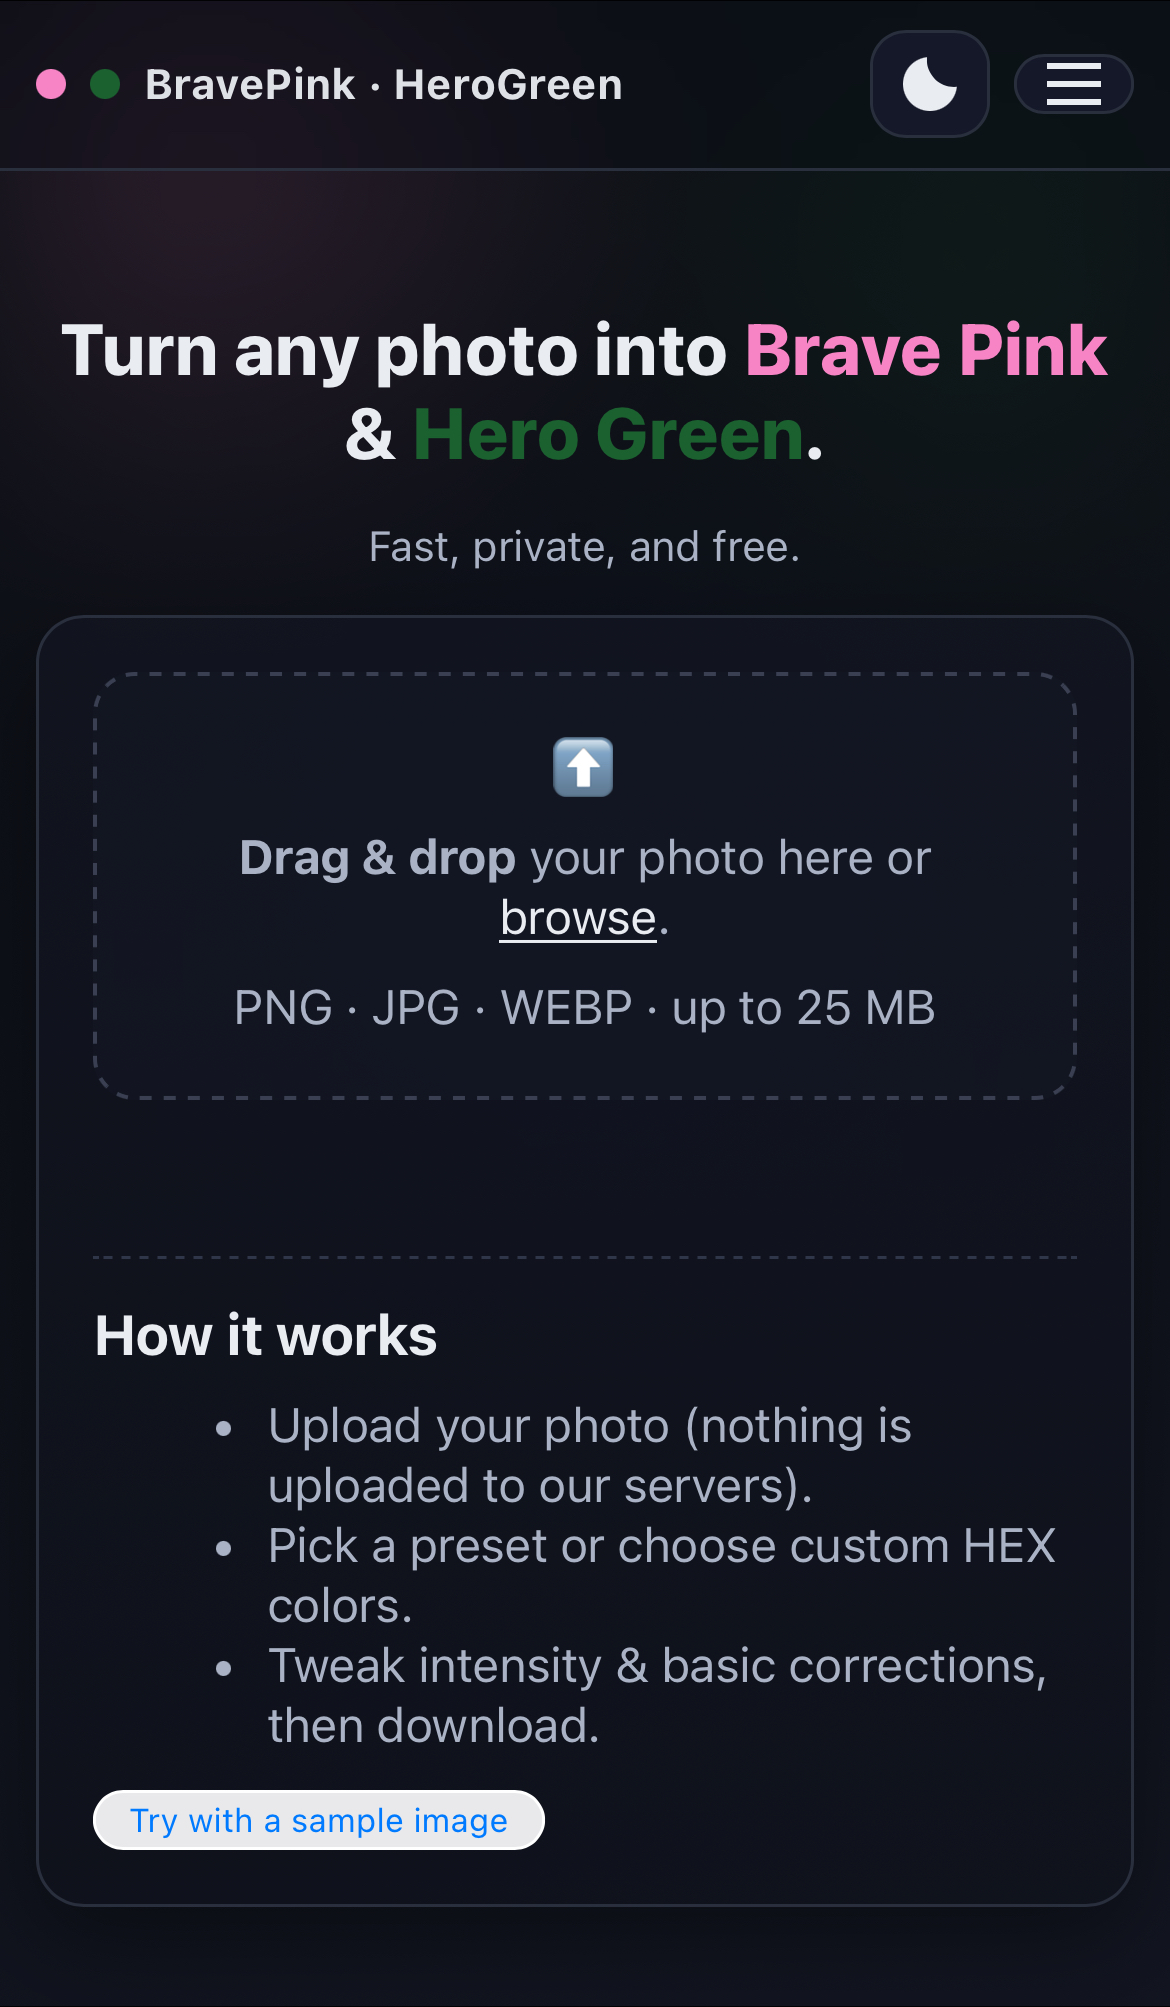 BravePink · HeroGreen
Turn any photo into Brave Pink
& Hero Green.
Fast, private, and free.
Drag & drop your photo here or
browse.
PNG · JPG · WEBP · up to 25 MB
How it works
• Upload your photo (nothing is
uploaded to our servers).
• Pick a preset or choose custom HEX
colors.
• Tweak intensity & basic corrections,
then download.
Try with a sample image